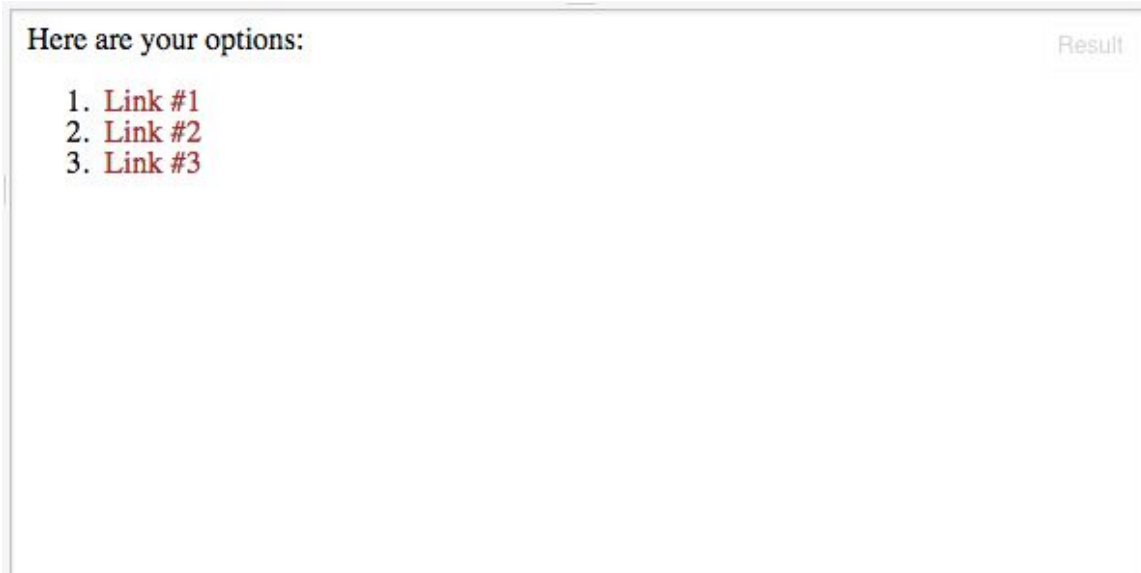 Here are your options:
Result
1. Link #1
2. Link #2
3. Link #3